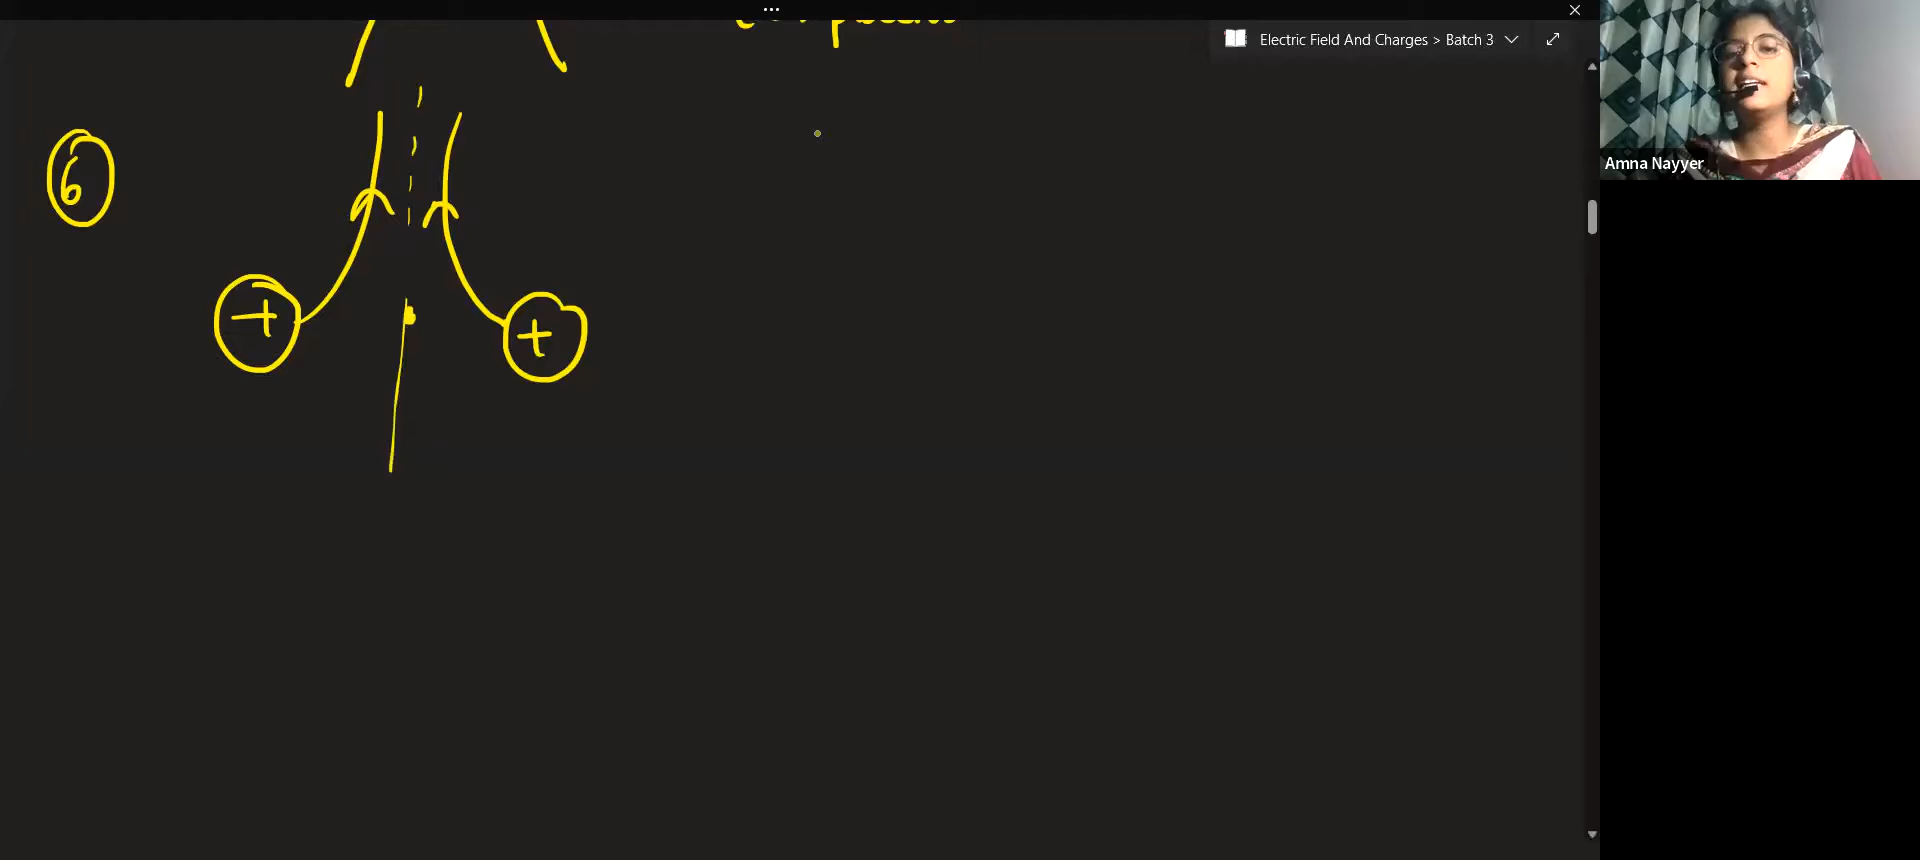 Electric Field And Charges > Batch 3
Amna Nayyer
6
+ +